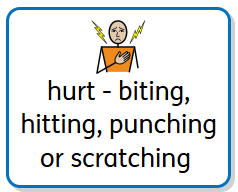 hurt - biting,
hitting, punching
or scratching